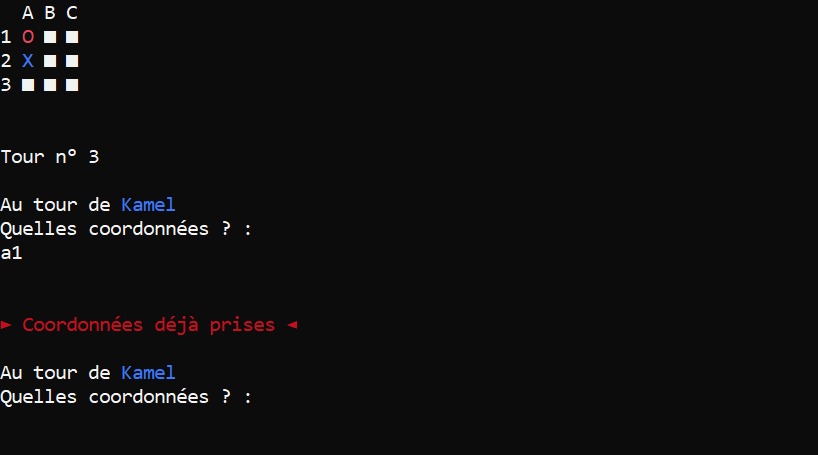 A B C
1 O ■ ■
2 X ■ ■
3 ■ ■ ■
Tour n° 3
Au tour de Kamel
Quelles coordonnées ? :
a1
► Coordonnées déjà prises ◄
Au tour de Kamel
Quelles coordonnées ? :